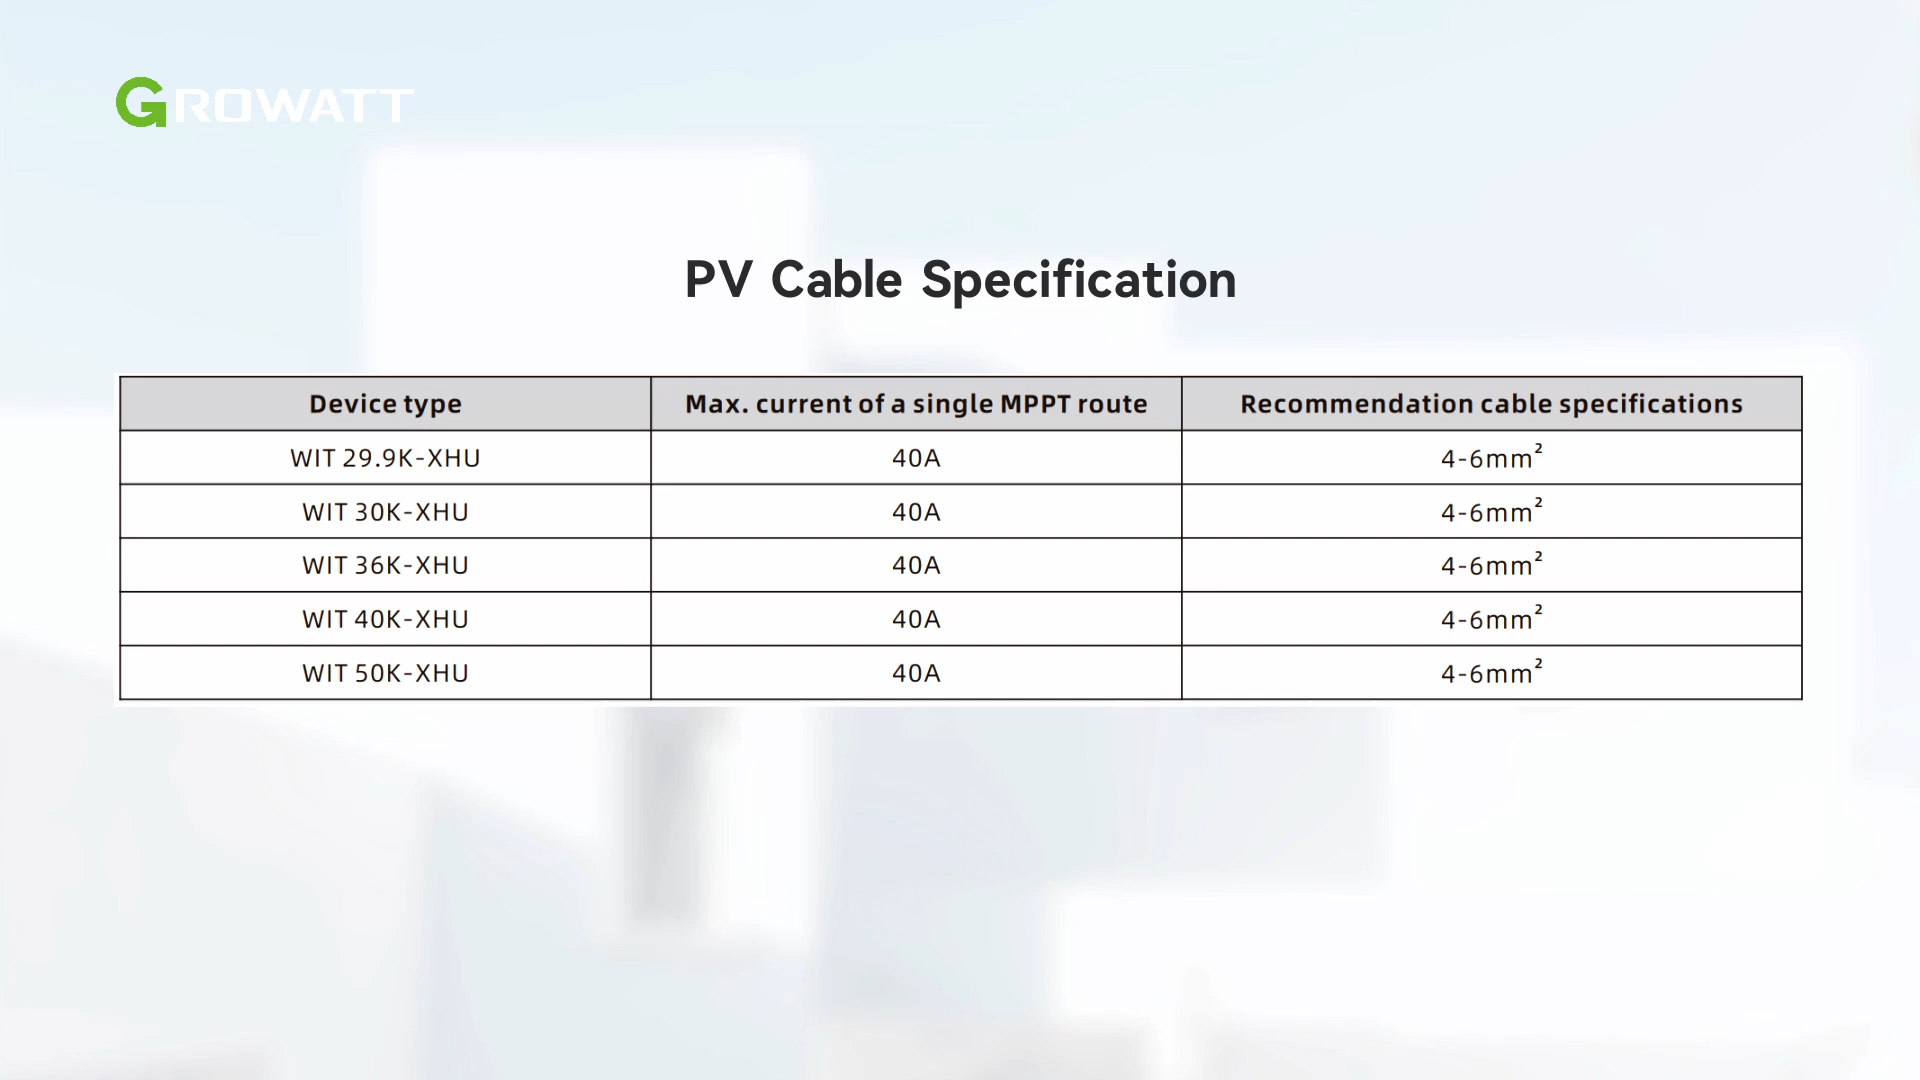 GROWATT
PV Cable Specification
Device type Max. current of a single MPPT route Recommendation cable specifications
WIT 29.9K-XHU 40A 4-6mm²
WIT 30K-XHU 40A 4-6mm²
WIT 36K-XHU 40A 4-6mm²
WIT 40K-XHU 40A 4-6mm²
WIT 50K-XHU 40A 4-6mm²